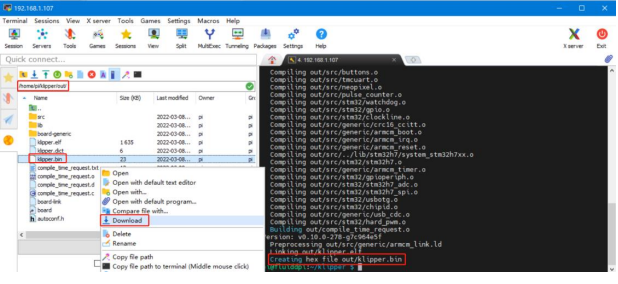 192.168.1.107
Terminal Sessions View X server Tools Games Settings Macros Help
Session Servers Tools Games Sessions View Split MultiExec Tunneling Packages Settings Help X server Exit
Quick connect...
4. 192.168.1.107
/home/pi/klipper/out/
Name Size (KB) Last modified Owner
..
src 2022-03-08... pi
lib 2022-03-08... pi
board-generic 2022-03-08... pi
klipper.elf 1 635 2022-03-08... pi
klipper.dict 6 2022-03-08... pi
klipper.bin 23 2022-03-08... pi
compile_time_request.txt
compile_time_request.o
compile_time_request.d
compile_time_request.c
board-link
board
autoconf.h
Open
Open with default text editor
Open with...
Open with default program...
Compare file with...
Download
Delete
Rename
Copy file path
Copy file path to terminal (Middle mouse click)
Compiling out/src/buttons.o
Compiling out/src/tmcuart.o
Compiling out/src/neopixel.o
Compiling out/src/pulse_counter.o
Compiling out/src/stm32/watchdog.o
Compiling out/src/stm32/gpio.o
Compiling out/src/stm32/clockline.o
Compiling out/src/generic/crc16_ccitt.o
Compiling out/src/generic/armcm_boot.o
Compiling out/src/generic/armcm_irq.o
Compiling out/src/generic/armcm_reset.o
Compiling out/src/../lib/stm32h7/system_stm32h7xx.o
Compiling out/src/stm32/stm32h7.o
Compiling out/src/generic/armcm_timer.o
Compiling out/src/stm32/gpioperiph.o
Compiling out/src/stm32/stm32h7_adc.o
Compiling out/src/stm32/stm32h7_spi.o
Compiling out/src/stm32/usbotg.o
Compiling out/src/stm32/chipid.o
Compiling out/src/generic/usb_cdc.o
Compiling out/src/stm32/hard_pwm.o
Building out/compile_time_request.o
ersion: v0.10.0-278-g7c964e5f
Preprocessing out/src/generic/armcm_link.ld
Linking out/klipper.elf
Creating hex file out/klipper.bin
i@fluiddpi:~/klipper $